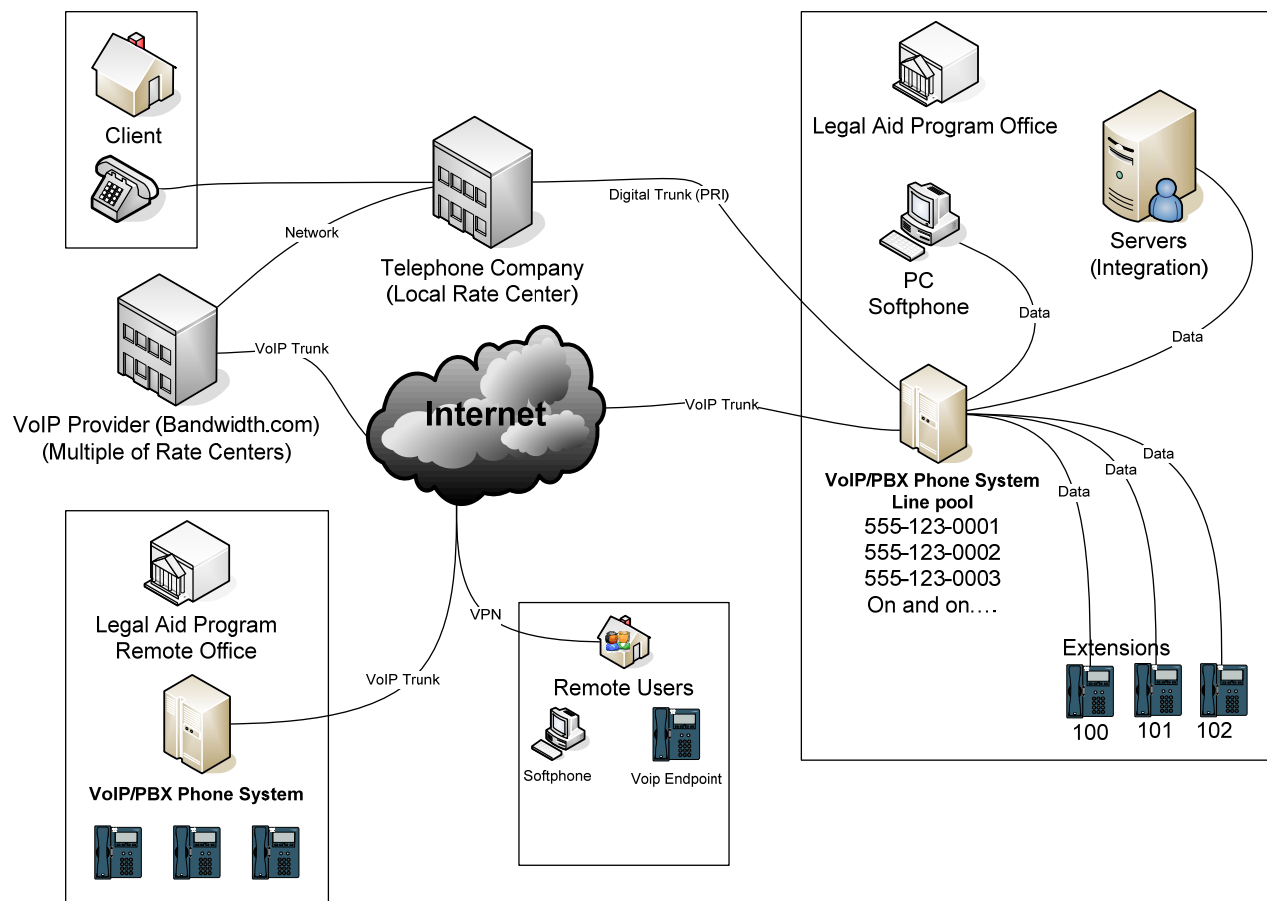 Client
Legal Aid Program Office
Servers
(Integration)
PC
Softphone
Digital Trunk (PRI)
Network
Telephone Company
(Local Rate Center)
Data
Data
VoIP Trunk
VoIP Provider (Bandwidth.com)
(Multiple of Rate Centers)
Internet
VoIP Trunk
VoIP/PBX Phone System
Line pool
555-123-0001
555-123-0002
555-123-0003
On and on....
Data
Data
Data
Extensions
100
101
102
Legal Aid Program
Remote Office
VoIP Trunk
VoIP/PBX Phone System
VPN
Remote Users
Softphone
Voip Endpoint